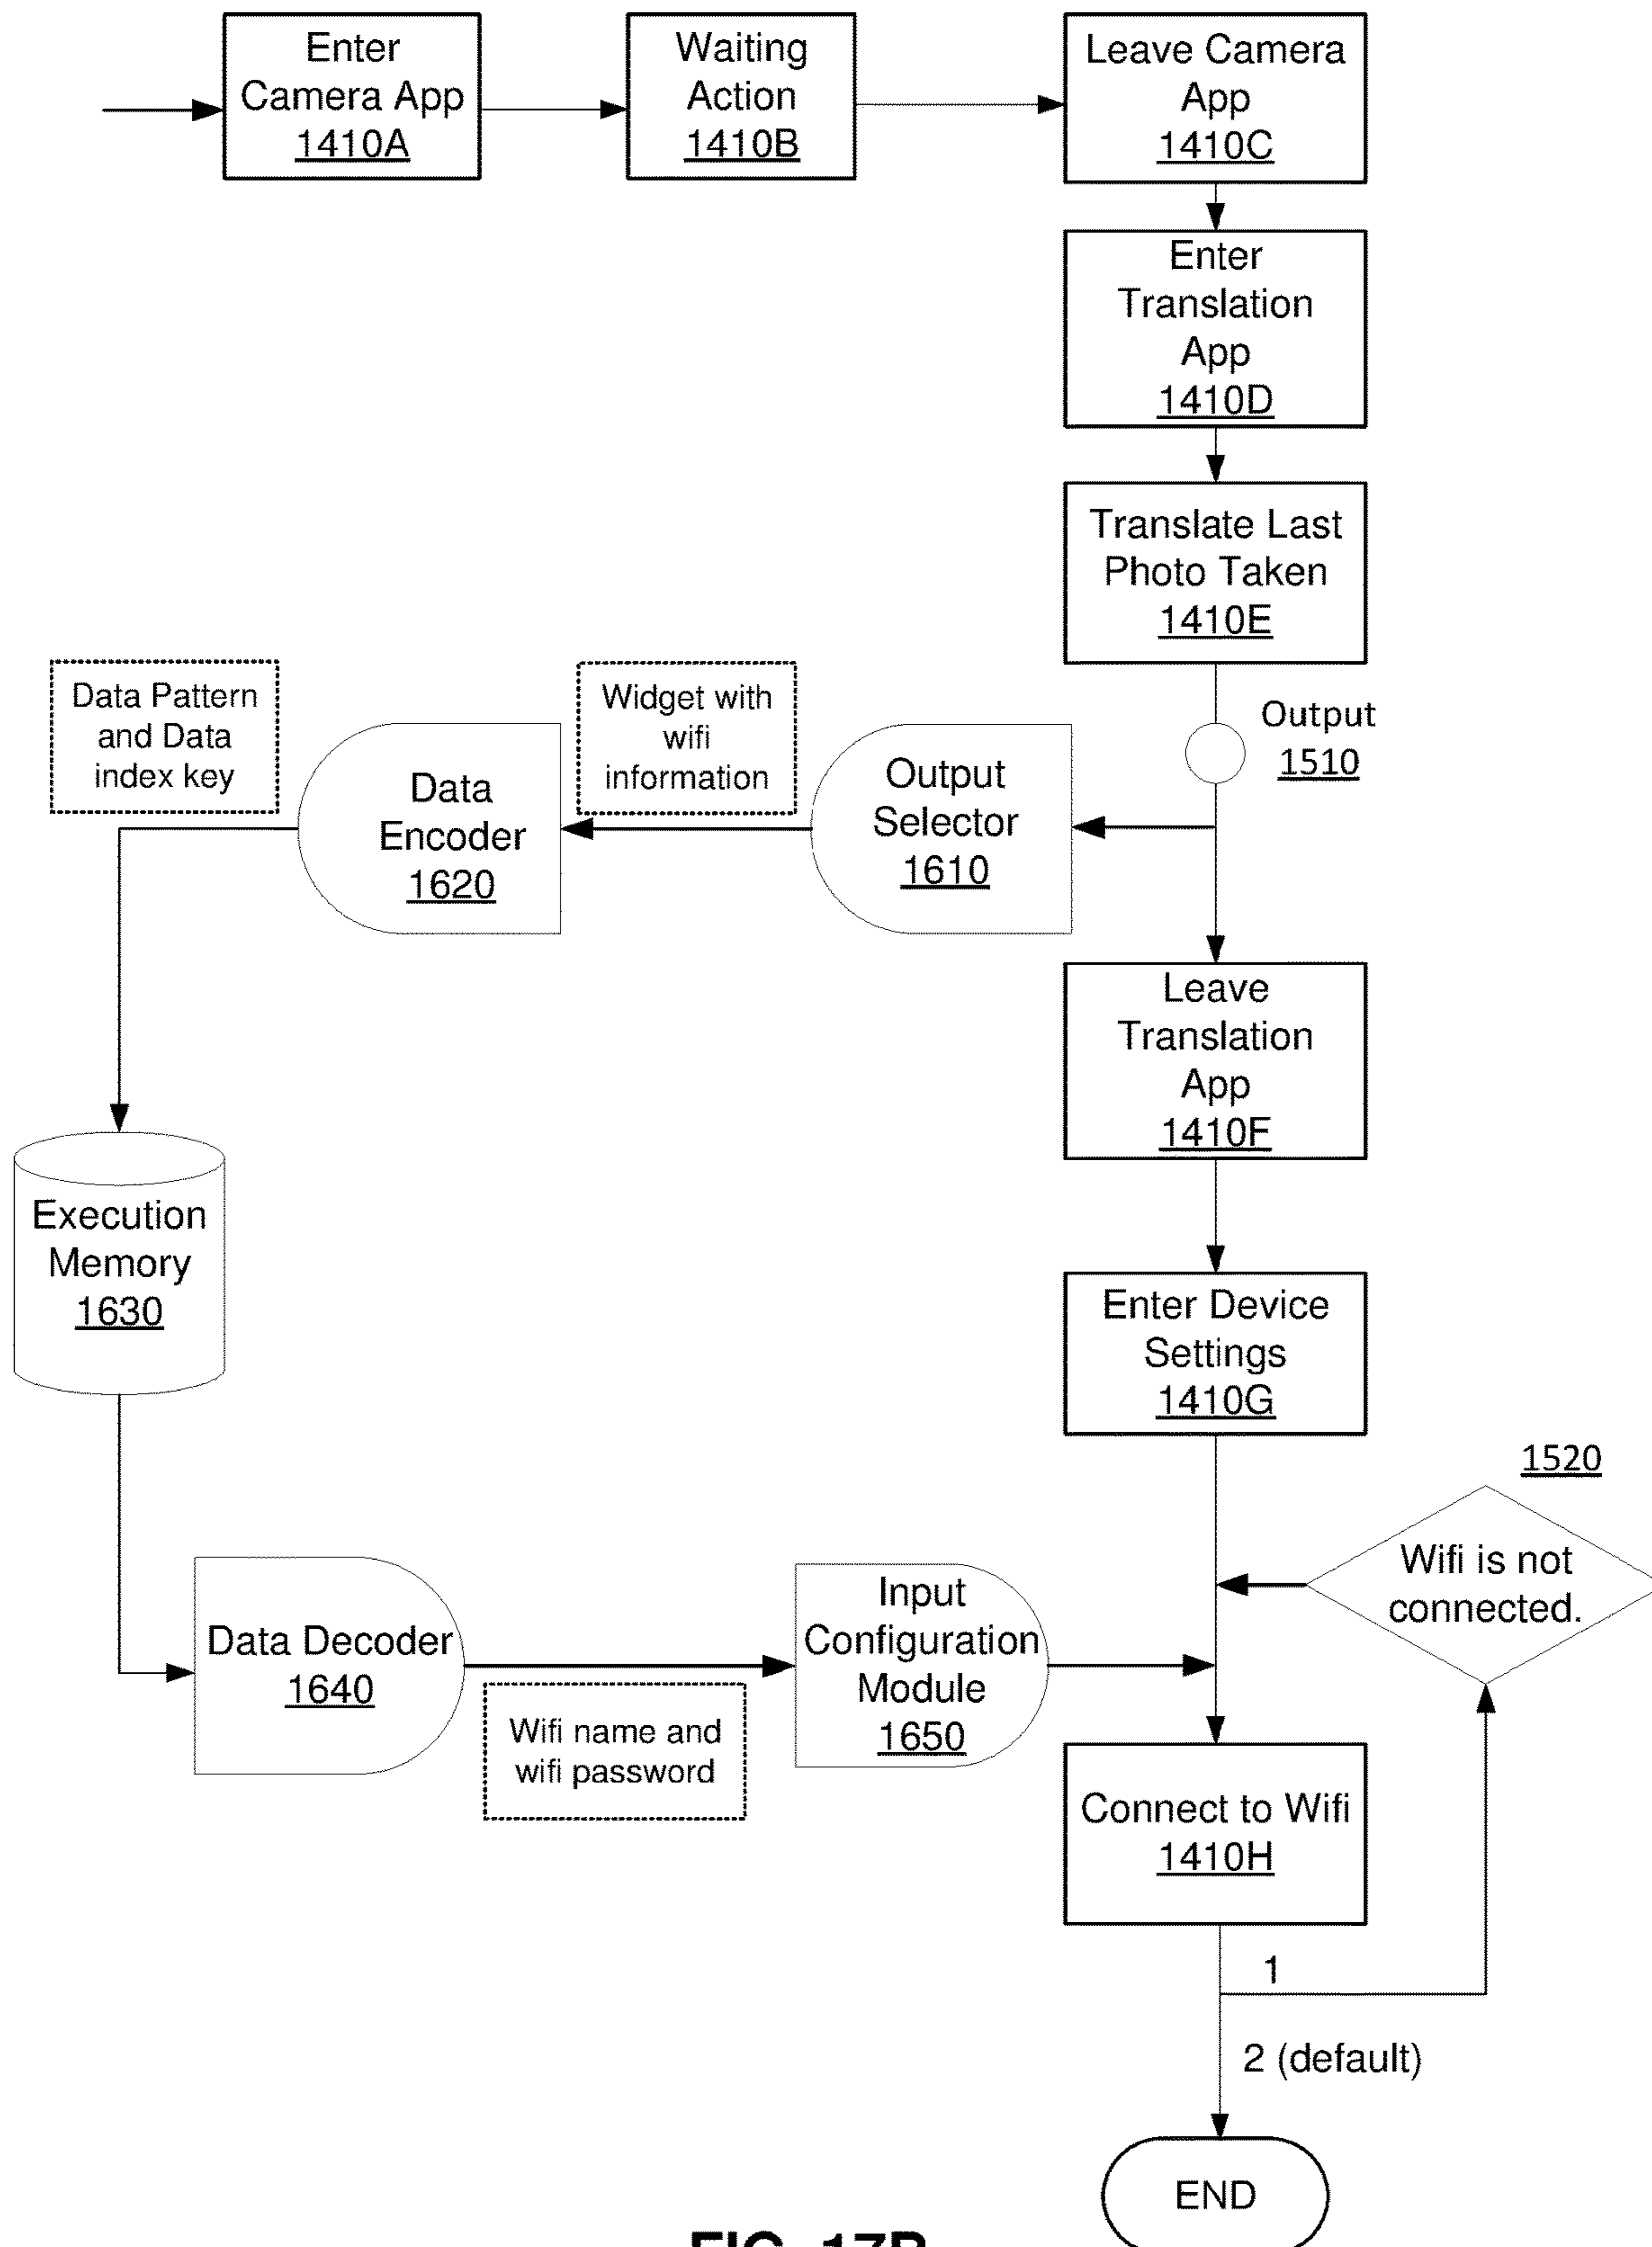 Enter
Camera App
1410A
Waiting
Action
1410B
Leave Camera
App
1410C
Enter
Translation
App
1410D
Translate Last
Photo Taken
1410E
Output
1510
Output
Selector
1610
Widget with
wifi
information
Data
Encoder
1620
Data Pattern
and Data
index key
Leave
Translation
App
1410F
Execution
Memory
1630
Enter Device
Settings
1410G
1520
Wifi is not
connected.
Data Decoder
1640
Wifi name and
wifi password
Input
Configuration
Module
1650
Connect to Wifi
1410H
1
2 (default)
END
FIG. 17B